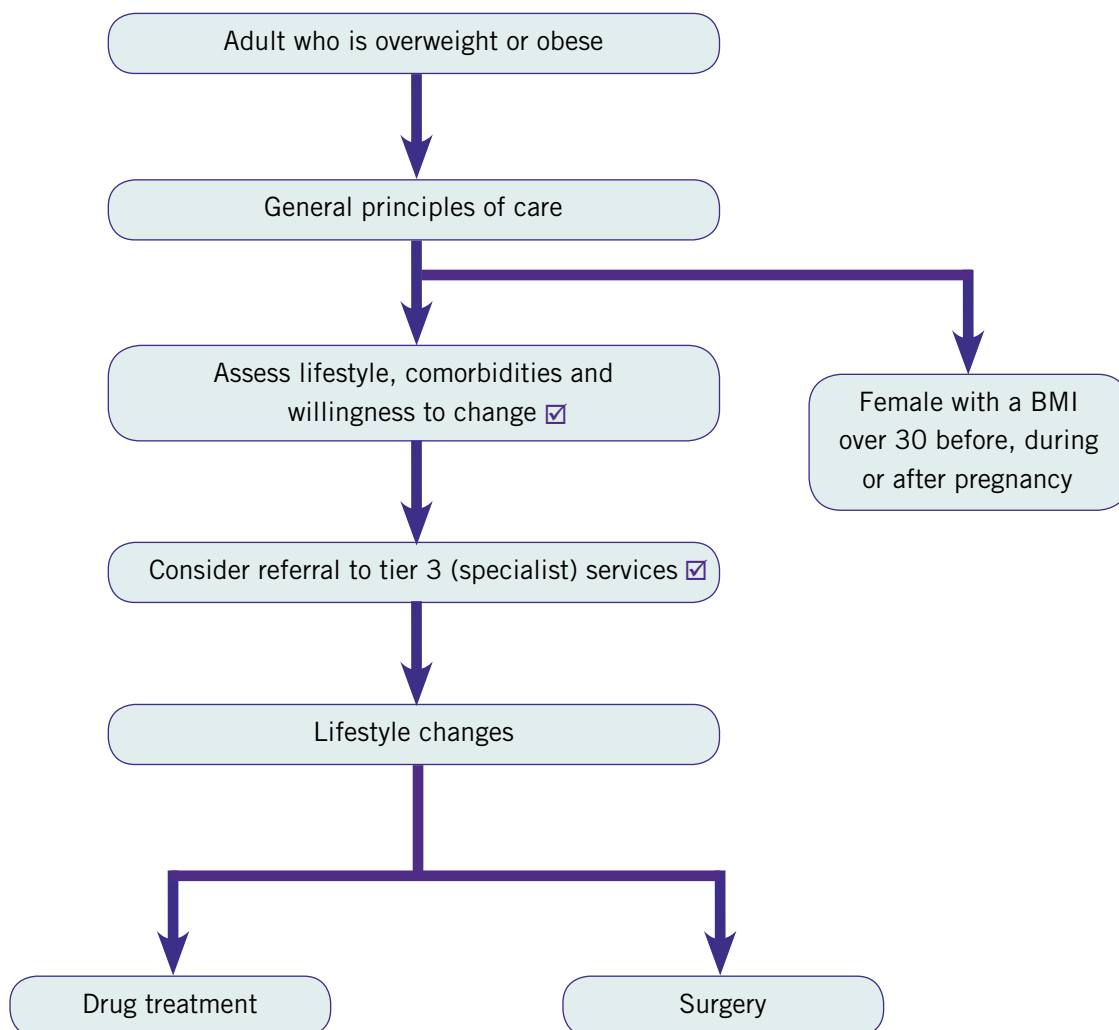 Adult who is overweight or obese
General principles of care
Assess lifestyle, comorbidities and
willingness to change ☑
Female with a BMI
over 30 before, during
or after pregnancy
Consider referral to tier 3 (specialist) services ☑
Lifestyle changes
Drug treatment
Surgery